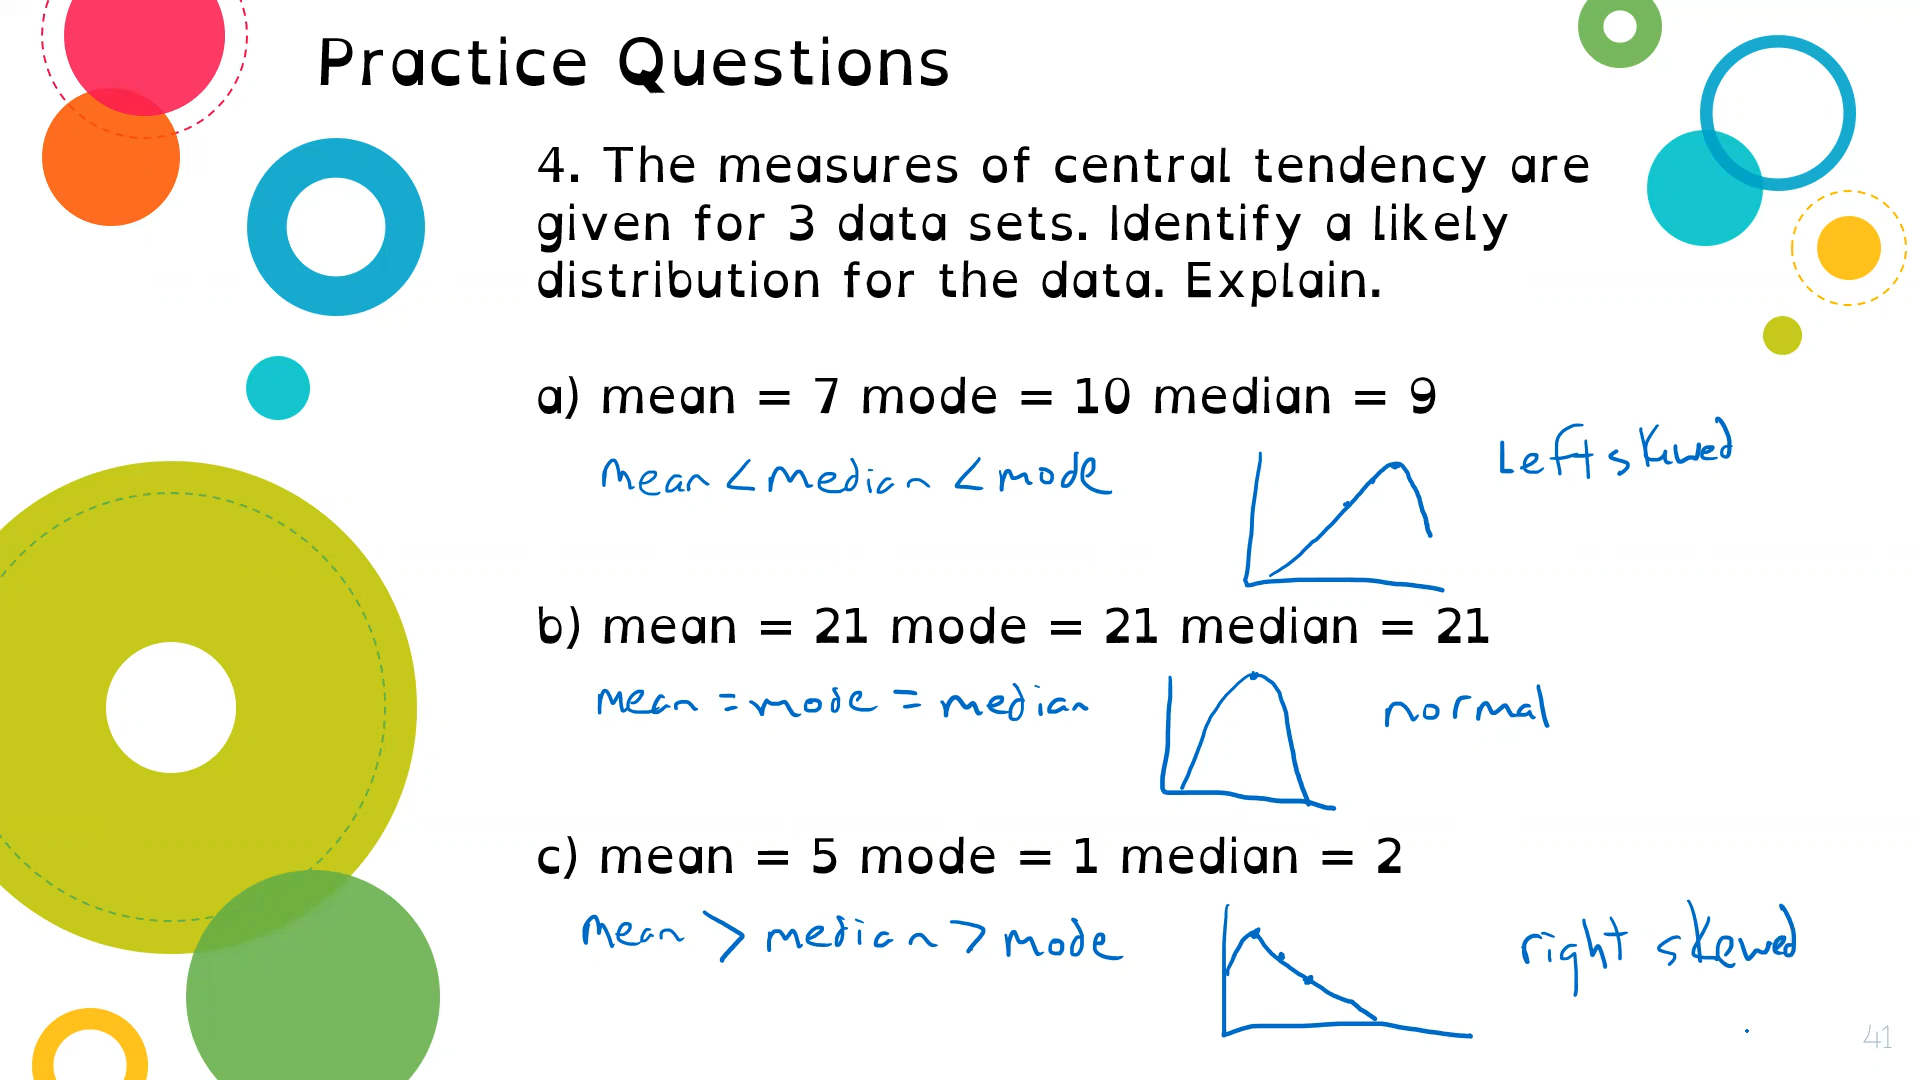 Practice Questions
4. The measures of central tendency are
given for 3 data sets. Identify a likely
distribution for the data. Explain.
a) mean = 7 mode = 10 median = 9
mean < median < mode
Left skewed
b) mean = 21 mode = 21 median = 21
mean = mode = median
normal
c) mean = 5 mode = 1 median = 2
mean > median > mode
right skewed
41